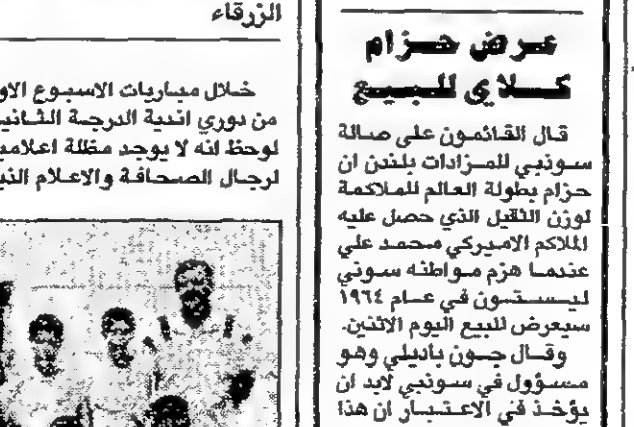 عرض حزام
كلاي للبيع
قال القائمون على صالة
سوثبي للمزادات بلندن ان
حزام بطولة العالم للملاكمة
لوزن الثقيل الذي حصل عليه
الملاكم الاميركي محمد علي
عندما هزم مواطنه سوني
ليستون في عام ١٩٦٤
سيعرض للبيع اليوم الاثنين.
وقال جون باديلي وهو
مسؤول في سوثبي لابد ان
يؤخذ في الاعتبار ان هذا
الزرقاء
خلال مباريات الاسبوع الاو
من دوري اندية الدرجة الثانية
لوحظ انه لا يوجد مظلة اعلامي
لرجال الصحافة والاعلام الذي